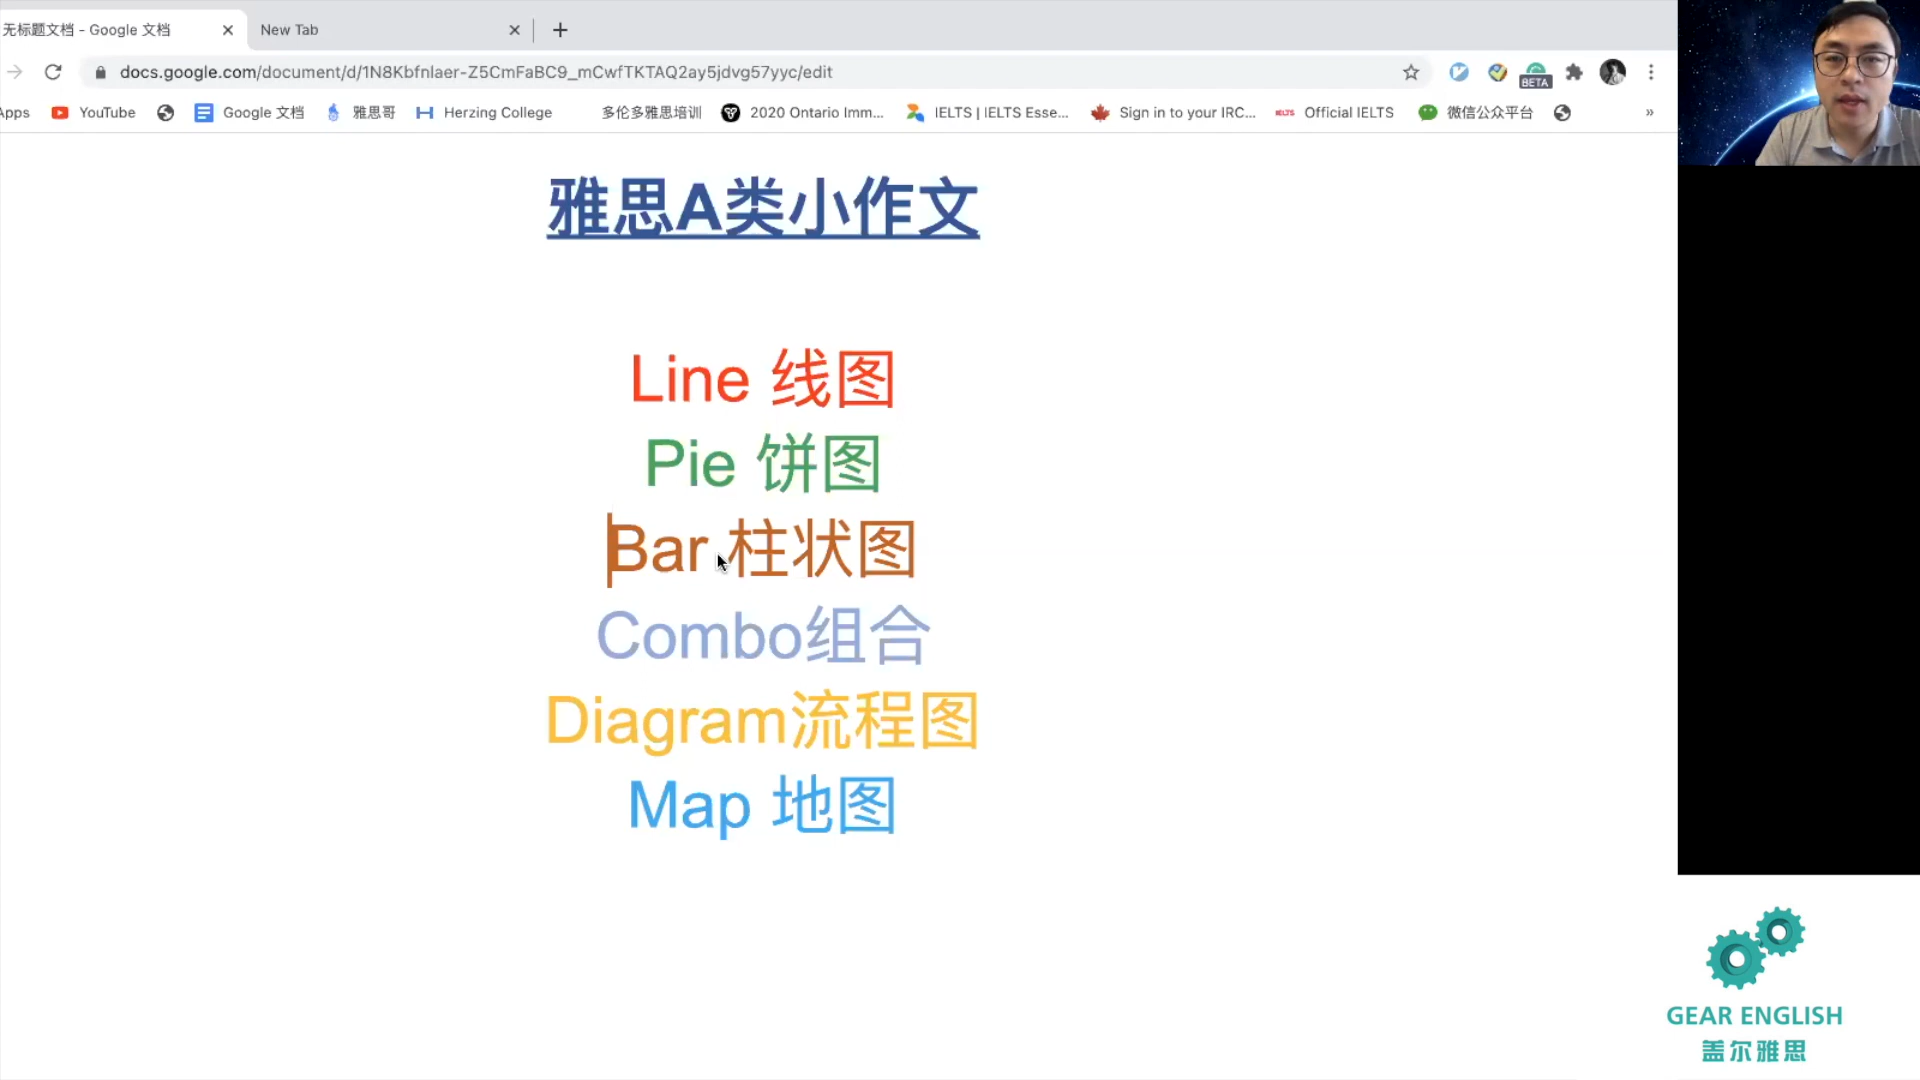 无标题文档 - Google 文档
New Tab
docs.google.com/document/d/1N8Kbfnlaer-Z5CmFaBC9_mCwfTKTAQ2ay5jdvg57yyc/edit
BETA
Apps
YouTube
Google 文档
雅思哥
Herzing College
多伦多雅思培训
2020 Ontario Imm...
IELTS | IELTS Esse...
Sign in to your IRC...
IELTS
Official IELTS
微信公众平台
»
雅思A类小作文
Line 线图
Pie 饼图
Bar 柱状图
Combo组合
Diagram流程图
Map 地图
GEAR ENGLISH
盖尔雅思